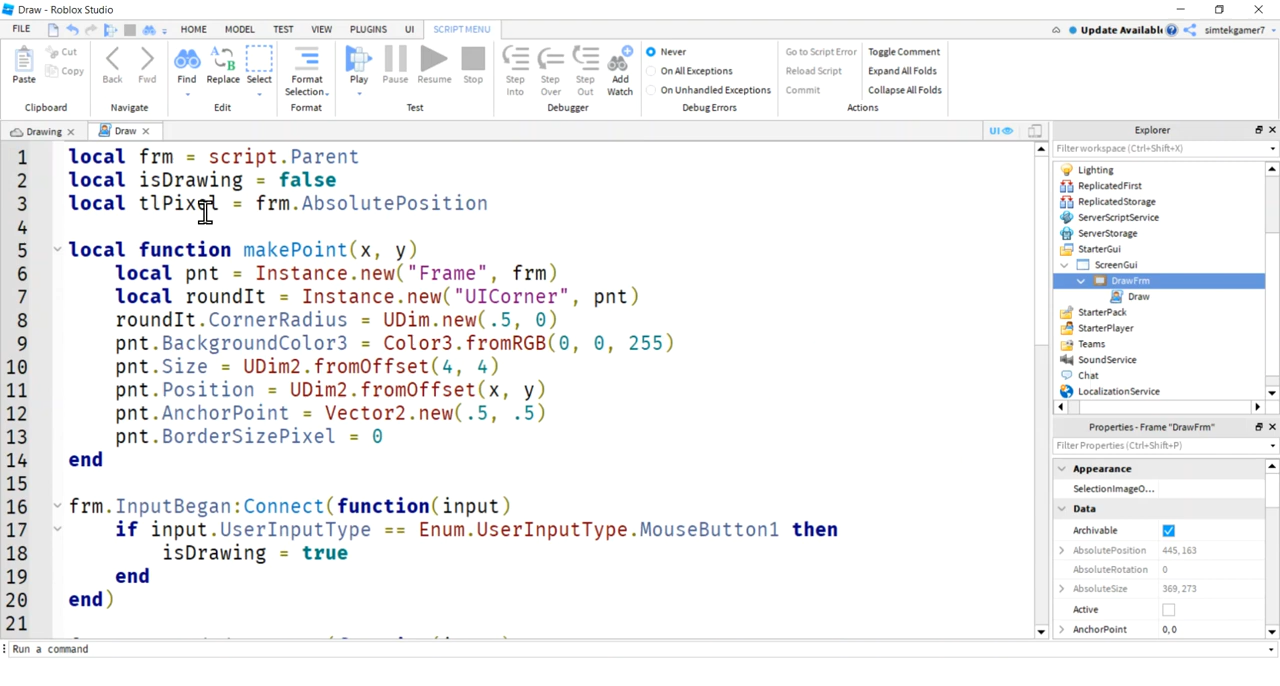 Draw - Roblox Studio
FILE HOME MODEL TEST VIEW PLUGINS UI SCRIPT MENU Update Availabl simtekgamer7
Paste Cut Copy
Back Fwd
Find Replace Select
Format Selection
Play Pause Resume Stop
Step Into Step Over Step Out Add Watch
Never
On All Exceptions
On Unhandled Exceptions
Go to Script Error
Reload Script
Commit
Toggle Comment
Expand All Folds
Collapse All Folds
Clipboard Navigate Edit Format Test Debugger Debug Errors Actions
Drawing Draw UI
1 local frm = script.Parent
2 local isDrawing = false
3 local tlPixel = frm.AbsolutePosition
4
5 local function makePoint(x, y)
6 local pnt = Instance.new("Frame", frm)
7 local roundIt = Instance.new("UICorner", pnt)
8 roundIt.CornerRadius = UDim.new(.5, 0)
9 pnt.BackgroundColor3 = Color3.fromRGB(0, 0, 255)
10 pnt.Size = UDim2.fromOffset(4, 4)
11 pnt.Position = UDim2.fromOffset(x, y)
12 pnt.AnchorPoint = Vector2.new(.5, .5)
13 pnt.BorderSizePixel = 0
14 end
15
16 frm.InputBegan:Connect(function(input)
17 if input.UserInputType == Enum.UserInputType.MouseButton1 then
18 isDrawing = true
19 end
20 end)
21
Explorer
Filter workspace (Ctrl+Shift+X)
Lighting
ReplicatedFirst
ReplicatedStorage
ServerScriptService
ServerStorage
StarterGui
ScreenGui
DrawFrm
Draw
StarterPack
StarterPlayer
Teams
SoundService
Chat
LocalizationService
Properties - Frame "DrawFrm"
Filter Properties (Ctrl+Shift+P)
Appearance
SelectionImageO...
Data
Archivable
AbsolutePosition 445, 163
AbsoluteRotation 0
AbsoluteSize 369, 273
Active
AnchorPoint 0, 0
Run a command